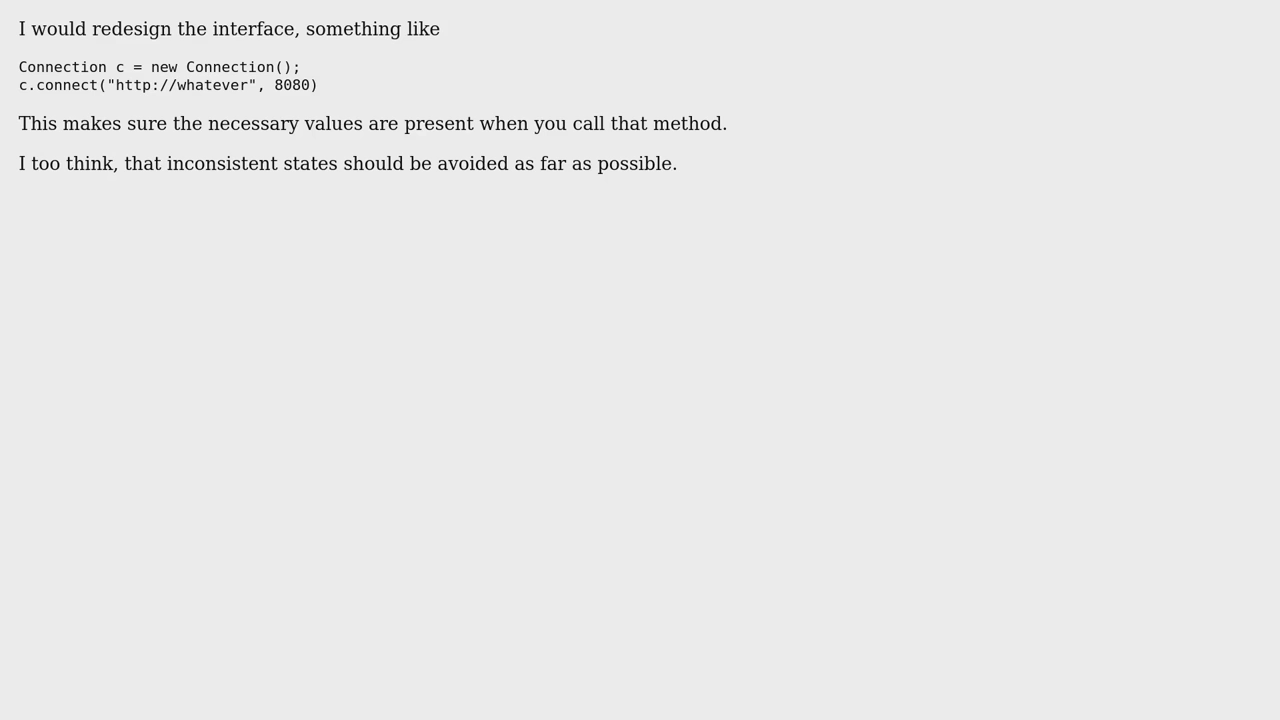 I would redesign the interface, something like
Connection c = new Connection();
c.connect("http://whatever", 8080)
This makes sure the necessary values are present when you call that method.
I too think, that inconsistent states should be avoided as far as possible.